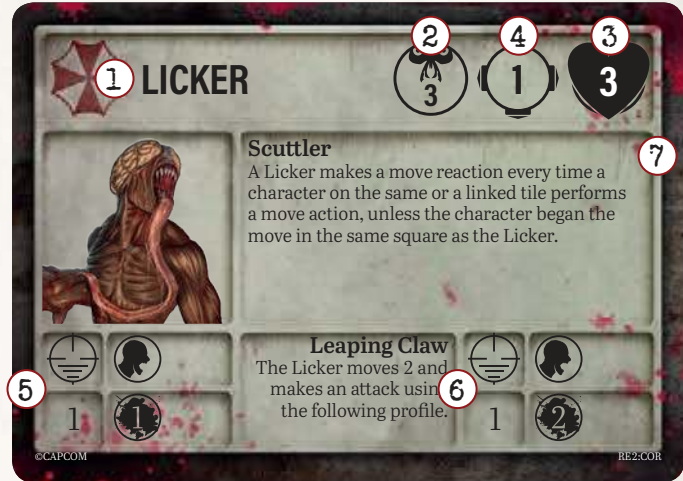 2 4 3
1 LICKER 3 1 3
Scuttler
7
A Licker makes a move reaction every time a
character on the same or a linked tile performs
a move action, unless the character began the
move in the same square as the Licker.
Leaping Claw
The Licker moves 2 and
5 makes an attack usin 6
the following profile.
1 1 1 2
©CAPCOM RE2:COR